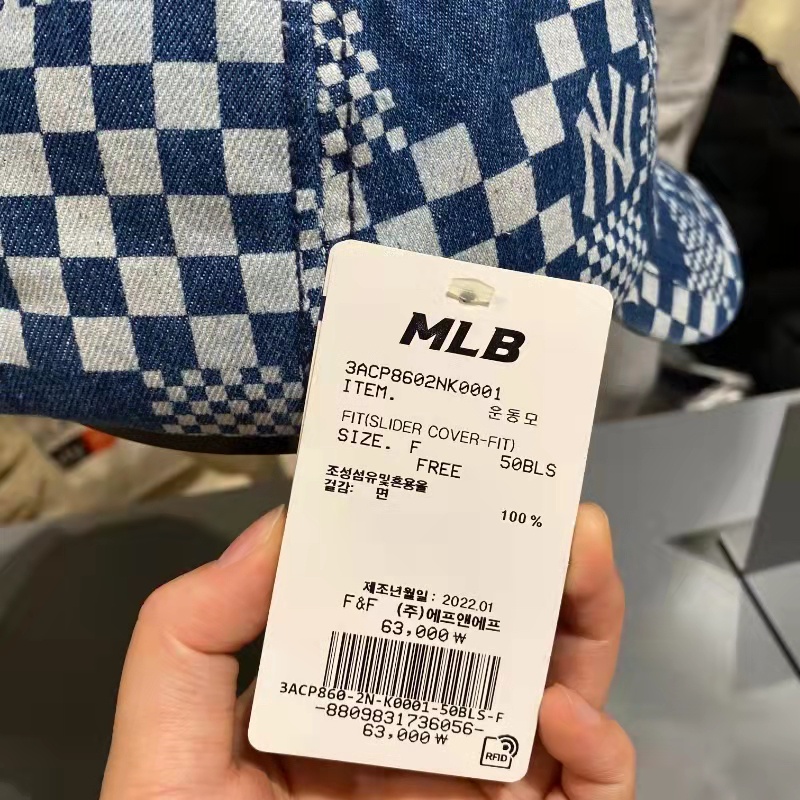 NY
MLB
3ACP8602NK0001
ITEM. 운동모
FIT(SLIDER COVER-FIT)
SIZE. F 50BLS
FREE
조성섬유및혼용율
겉감: 면
100 %
제조년월일 : 2022.01
F&F (주)에프앤에프
63,000 ₩
3ACP860-2N-K0001-50BLS-F
-8809831736056-
63,000 ₩
RFID